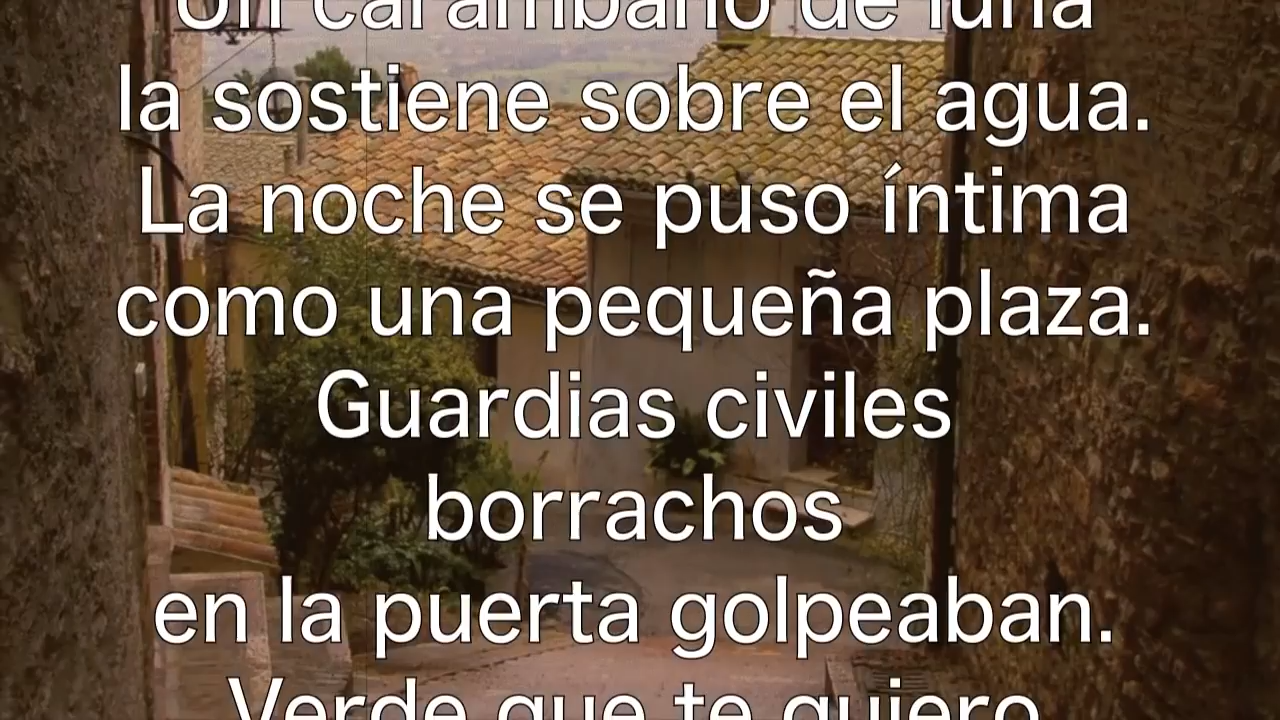 Un carámbano de luna
la sostiene sobre el agua.
La noche se puso íntima
como una pequeña plaza.
Guardias civiles
borrachos
en la puerta golpeaban.
Verde que te quiero